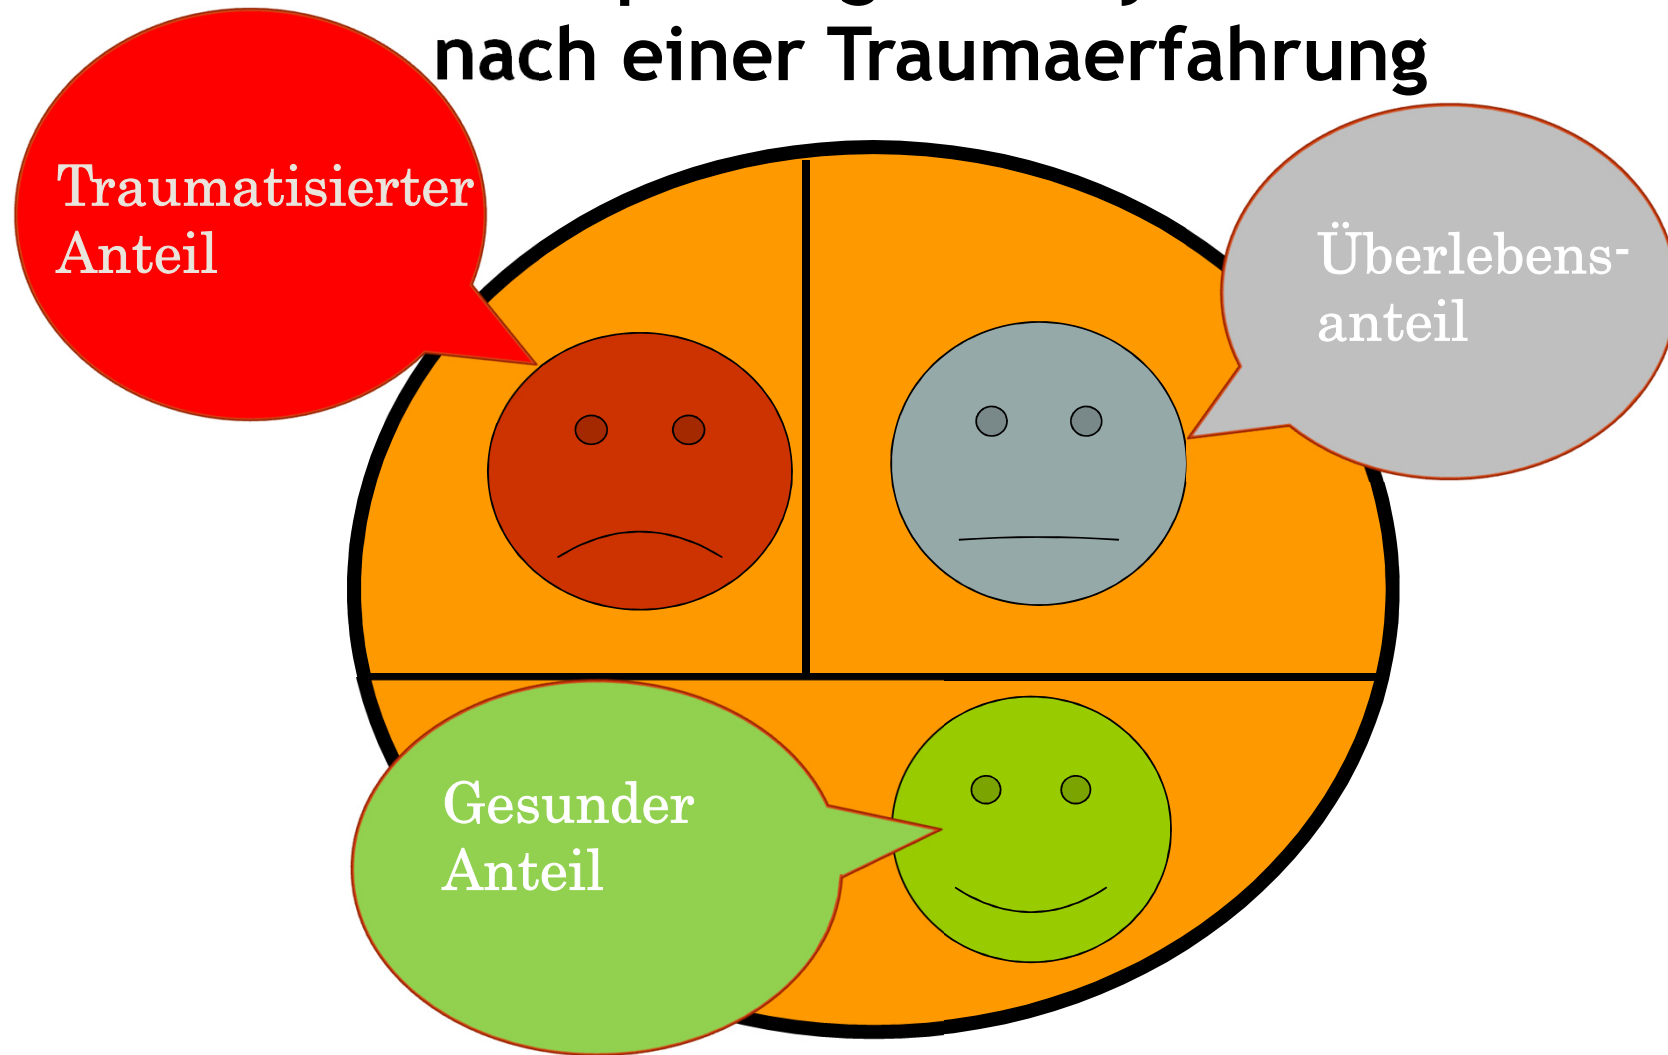 nach einer Traumaerfahrung
Traumatisierter
Anteil
Überlebens-
anteil
Gesunder
Anteil